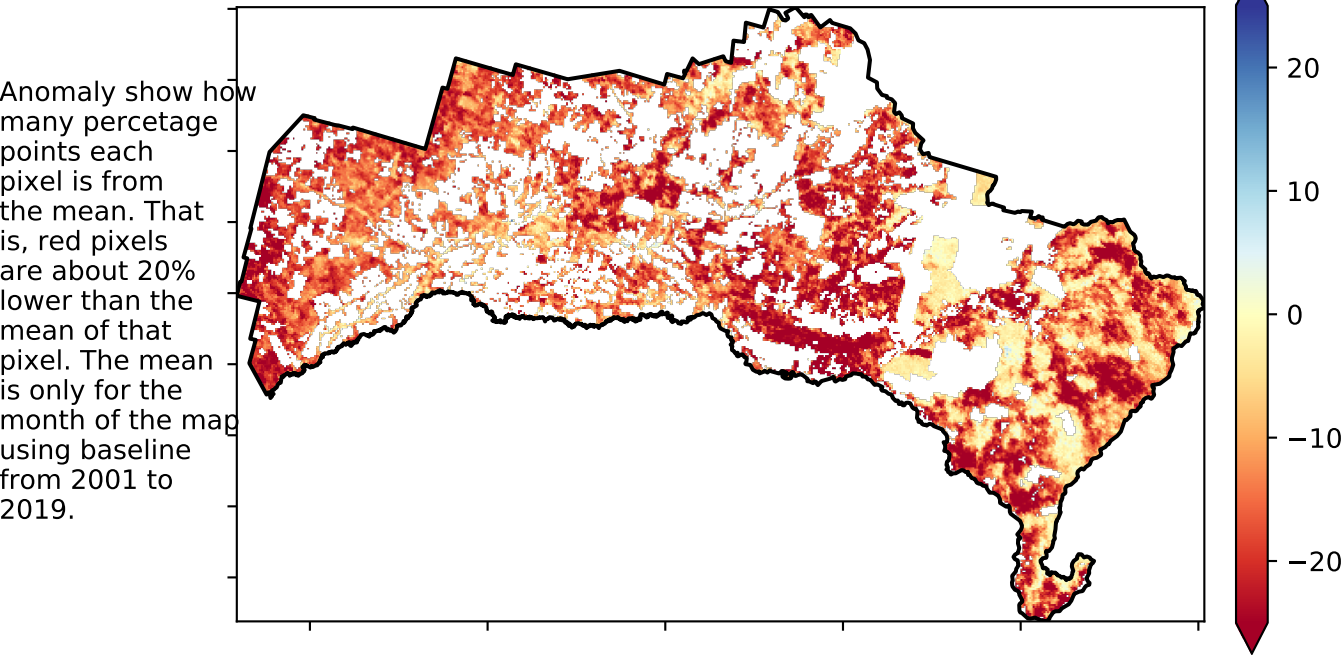 Anomaly show how
many percetage
points each
pixel is from
the mean. That
is, red pixels
are about 20%
lower than the
mean of that
pixel. The mean
is only for the
month of the map
using baseline
from 2001 to
2019.
20
10
0
−10
−20